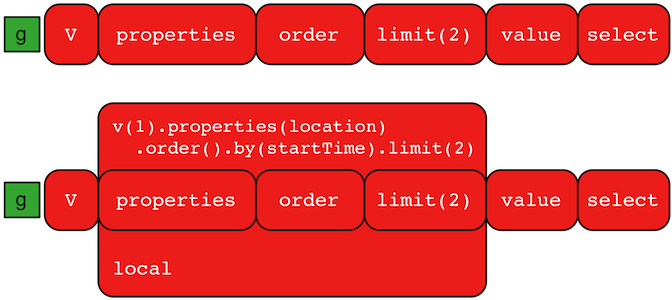 g V properties order limit(2) value select
v(1).properties(location)
.order().by(startTime).limit(2)
g V properties order limit(2) value select
local